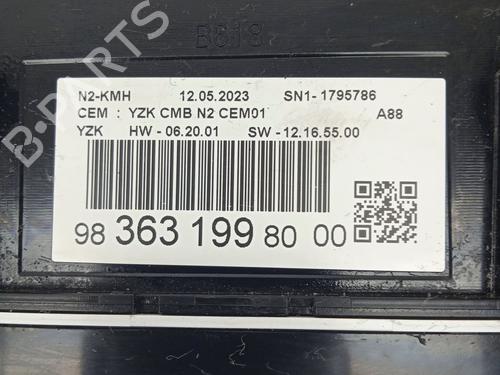 B618
N2-KMH 12.05.2023 SN1- 1795786
CEM : YZK CMB N2 CEM01 A88
YZK HW - 06.20.01 SW - 12.16.55.00
98 363 199 80 00
B-PARTS